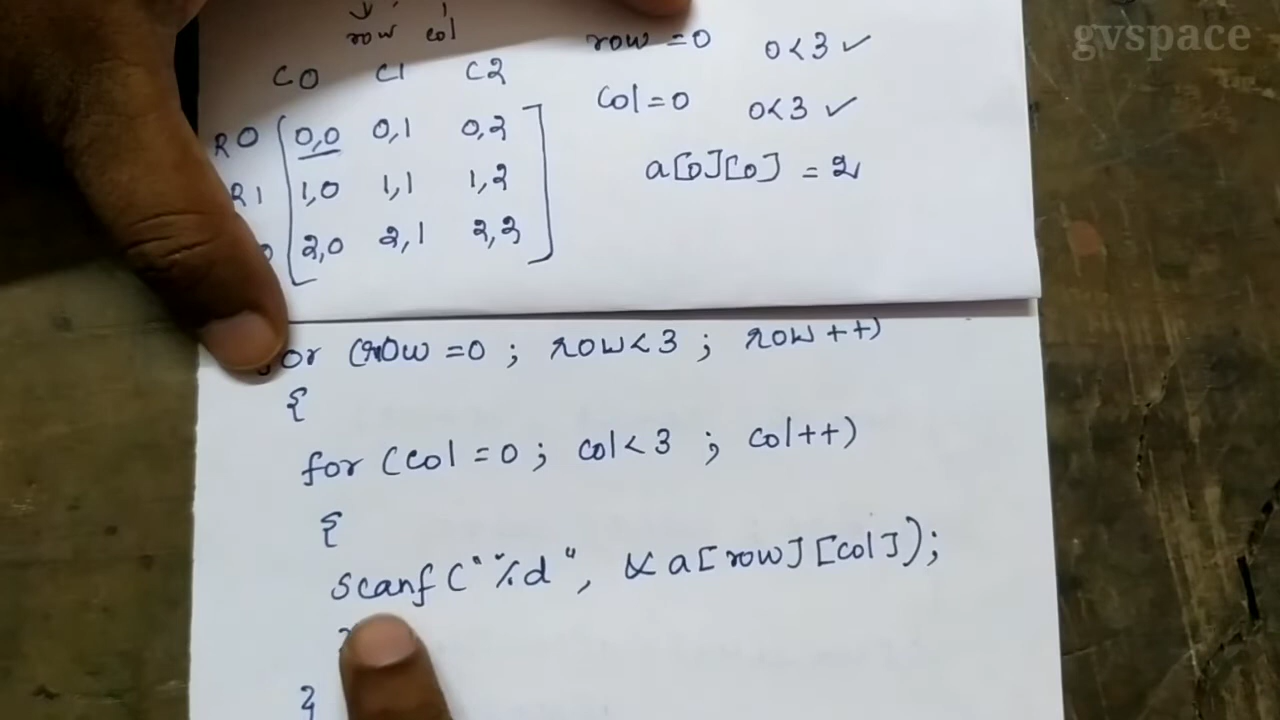 gvspace
row col
C0 C1 C2
R0 0,0 0,1 0,2
R1 1,0 1,1 1,2
2,0 2,1 2,2
row = 0 0<3 ✓
Col = 0 0<3 ✓
a[0][0] = 2
for (row = 0 ; row < 3 ; row ++)
{
for (col = 0 ; col < 3 ; col++)
{
scanf ("%d", &a[row][col]);
}